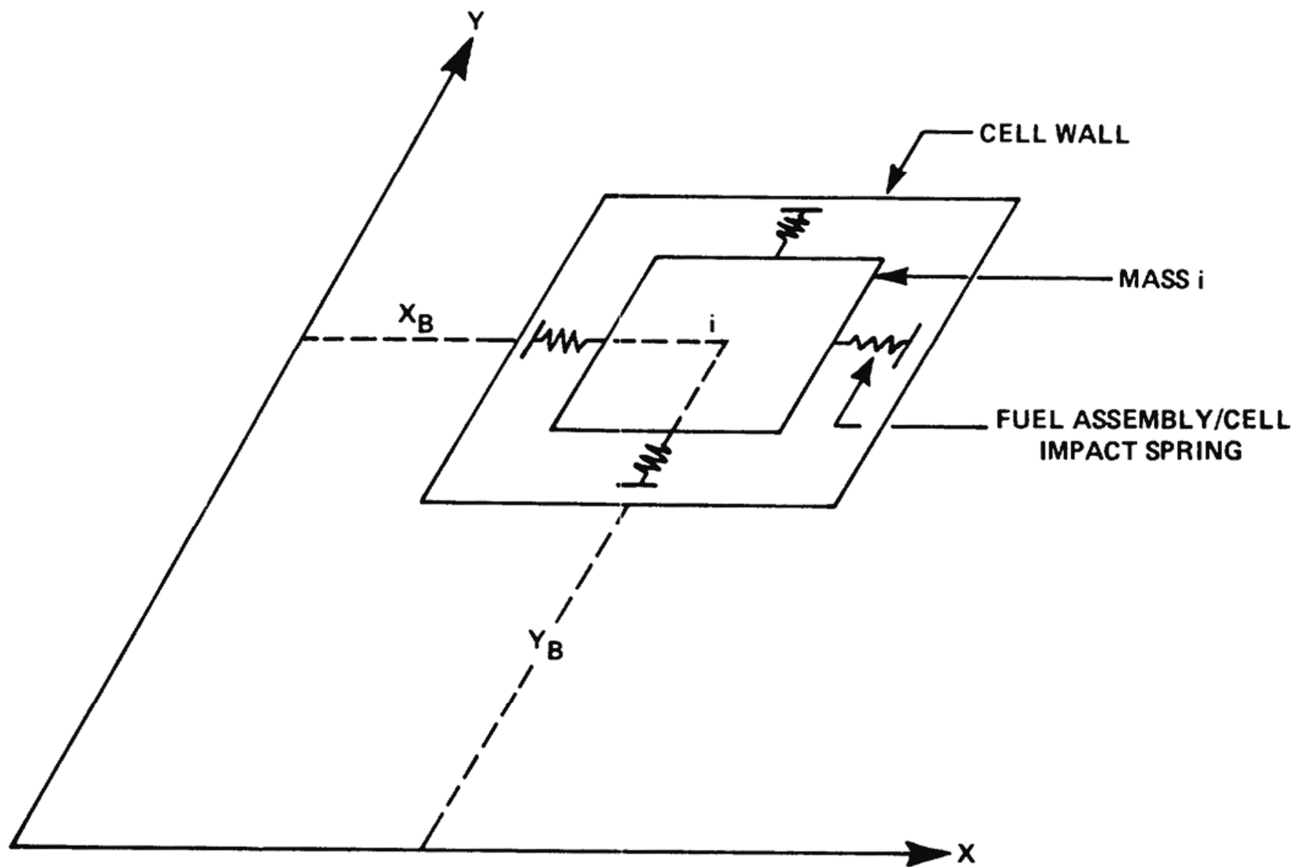 Y
CELL WALL
MASS i
X_B
i
FUEL ASSEMBLY/CELL
IMPACT SPRING
Y_B
X